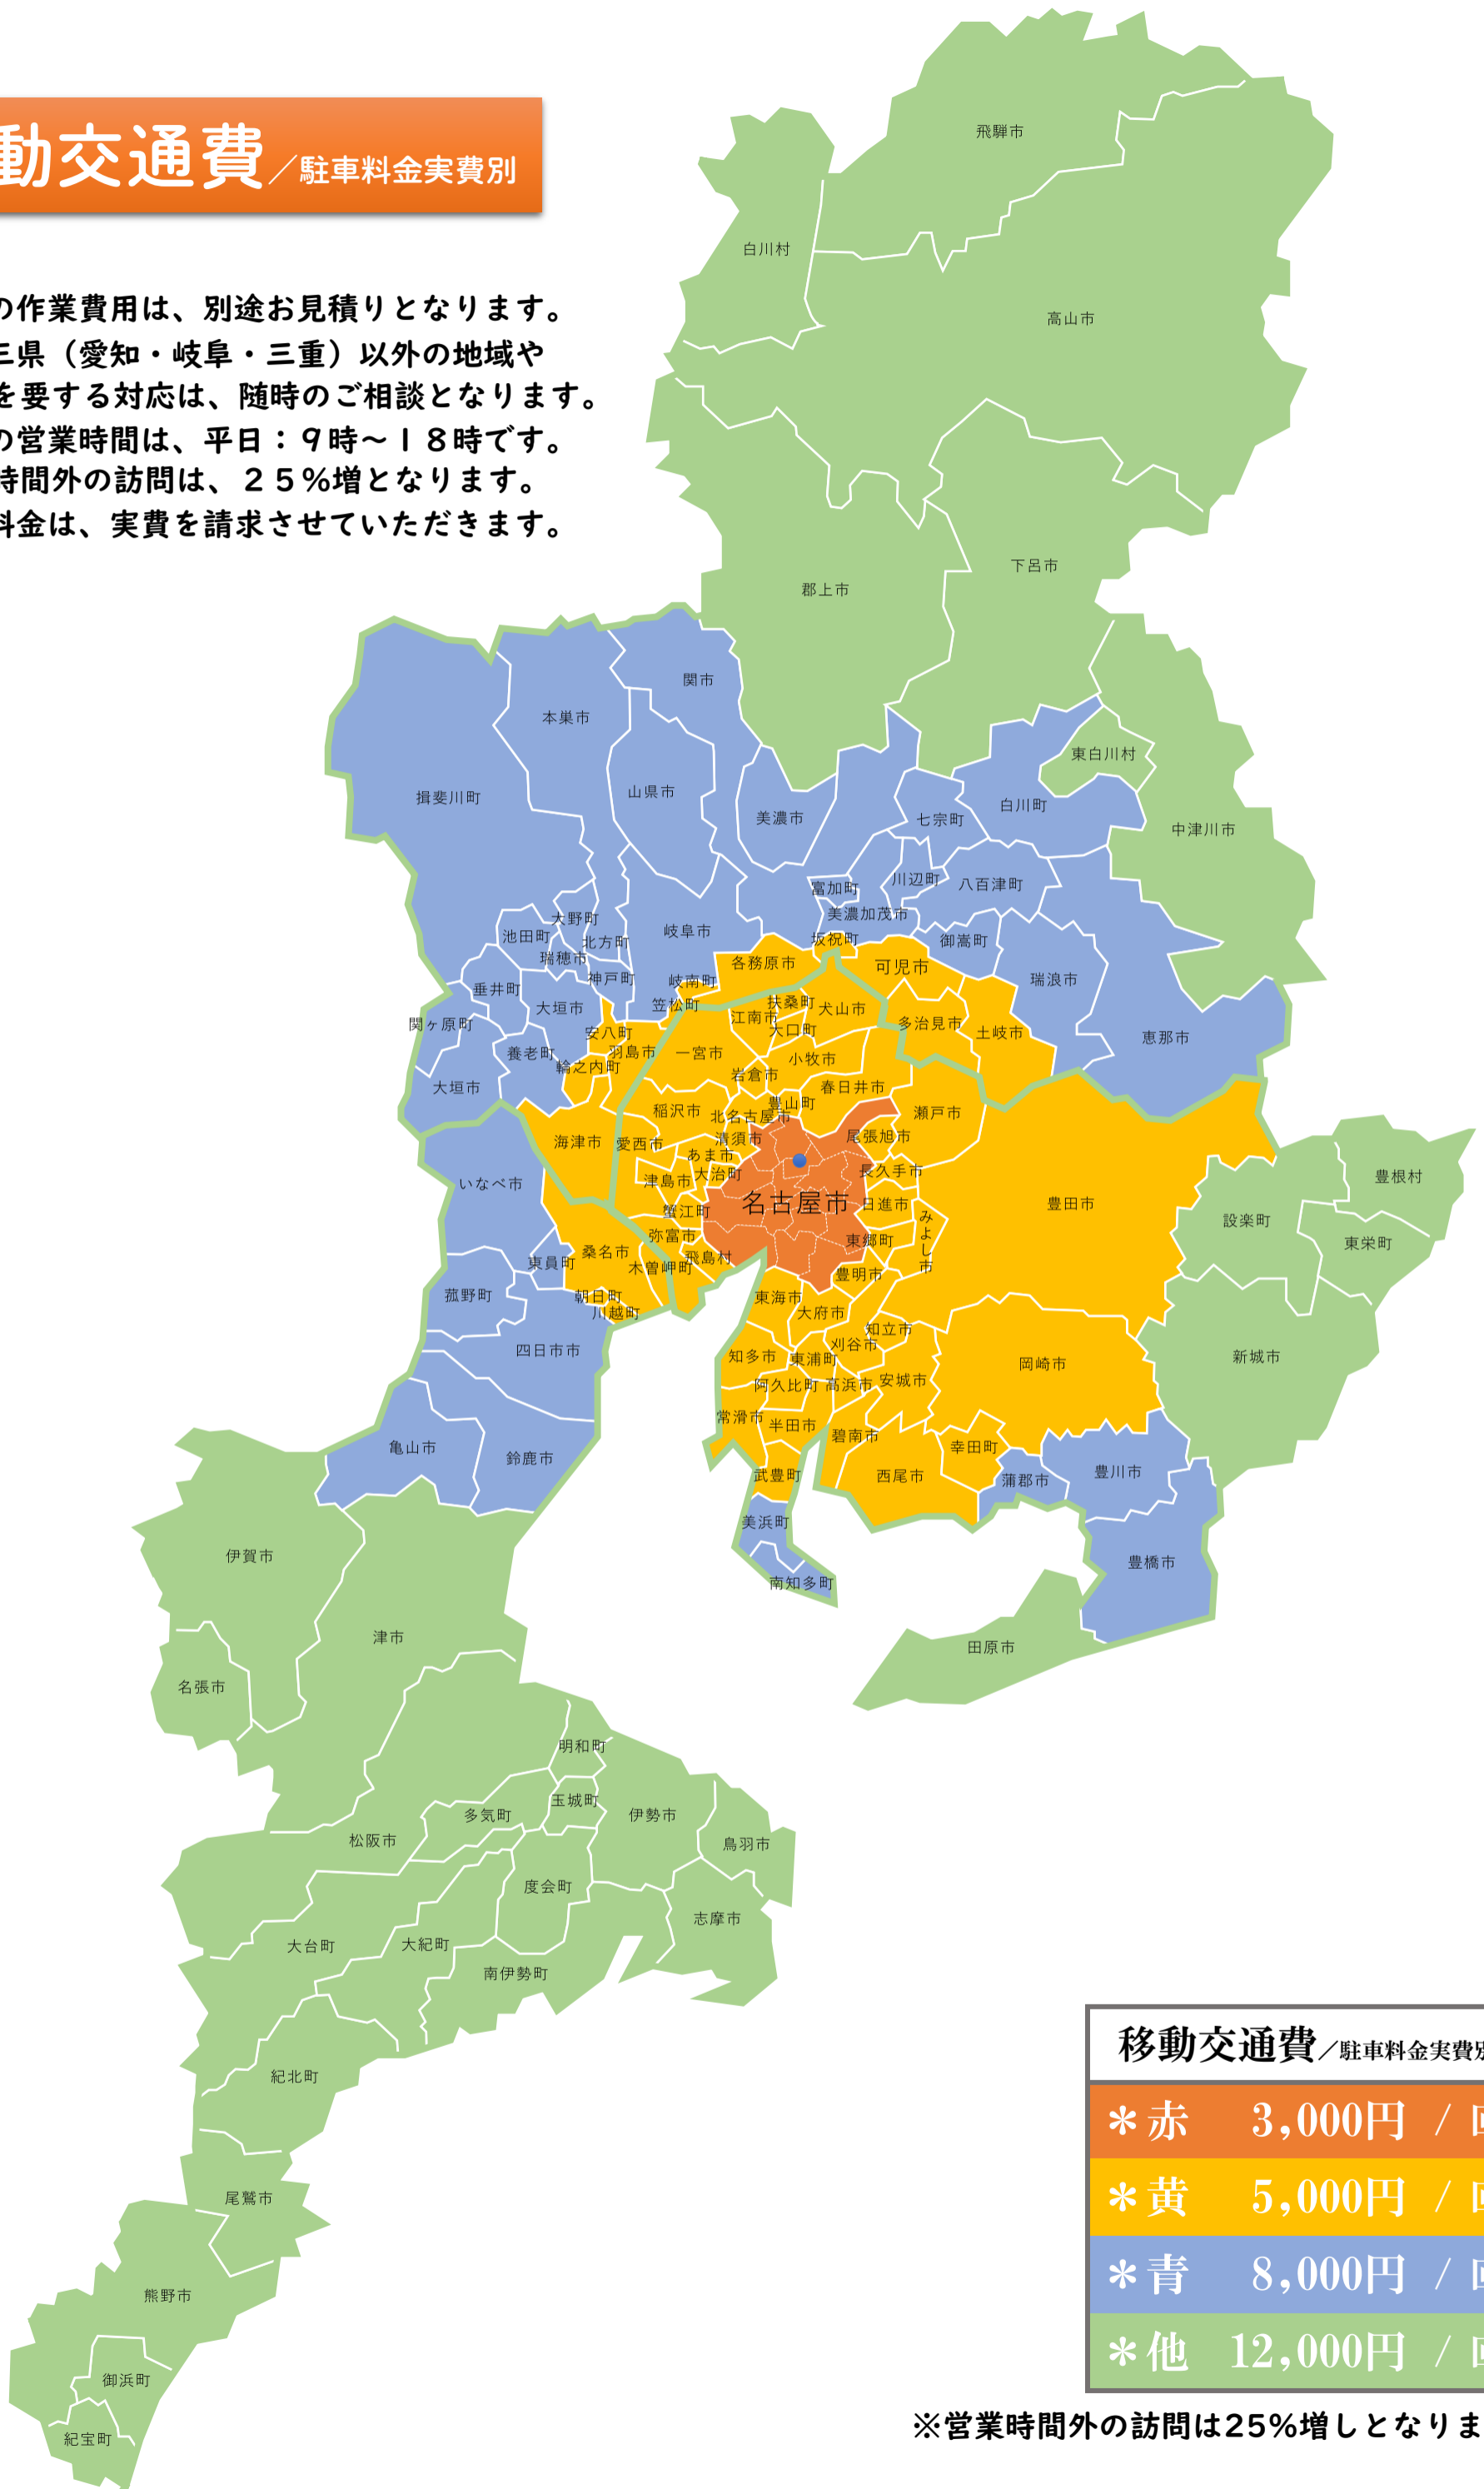 動交通費／駐車料金実費別
の作業費用は、別途お見積りとなります。
三県（愛知・岐阜・三重）以外の地域や
を要する対応は、随時のご相談となります。
の営業時間は、平日：９時～１８時です。
時間外の訪問は、２５％増となります。
料金は、実費を請求させていただきます。
飛騨市
白川村
高山市
下呂市
郡上市
関市
本巣市
東白川村
山県市
揖斐川町
白川町
美濃市
七宗町
中津川市
川辺町
八百津町
富加町
美濃加茂市
大野町
岐阜市
池田町
北方町
坂祝町
御嵩町
瑞穂市
各務原市
可児市
神戸町
岐南町
瑞浪市
垂井町
大垣市
笠松町
扶桑町
犬山市
江南市
関ヶ原町
安八町
大口町
多治見市
土岐市
恵那市
養老町
羽島市
一宮市
輪之内町
小牧市
岩倉市
大垣市
春日井市
豊山町
稲沢市
北名古屋市
瀬戸市
海津市
愛西市
清須市
尾張旭市
あま市
大治町
長久手市
いなべ市
津島市
名古屋市
日進市
豊田市
豊根村
蟹江町
みよし市
設楽町
弥富市
東郷町
東栄町
桑名市
飛島村
東員町
木曽岬町
豊明市
菰野町
朝日町
東海市
川越町
大府市
知立市
四日市市
刈谷市
知多市
東浦町
岡崎市
新城市
阿久比町
高浜市
安城市
常滑市
半田市
碧南市
亀山市
鈴鹿市
幸田町
武豊町
西尾市
蒲郡市
豊川市
美浜町
伊賀市
豊橋市
南知多町
津市
田原市
名張市
明和町
玉城町
多気町
伊勢市
松阪市
鳥羽市
度会町
志摩市
大台町
大紀町
南伊勢町
紀北町
尾鷲市
熊野市
御浜町
紀宝町
移動交通費／駐車料金実費別
＊赤 3,000円 / 回
＊黄 5,000円 / 回
＊青 8,000円 / 回
＊他 12,000円 / 回
※営業時間外の訪問は25%増しとなりま